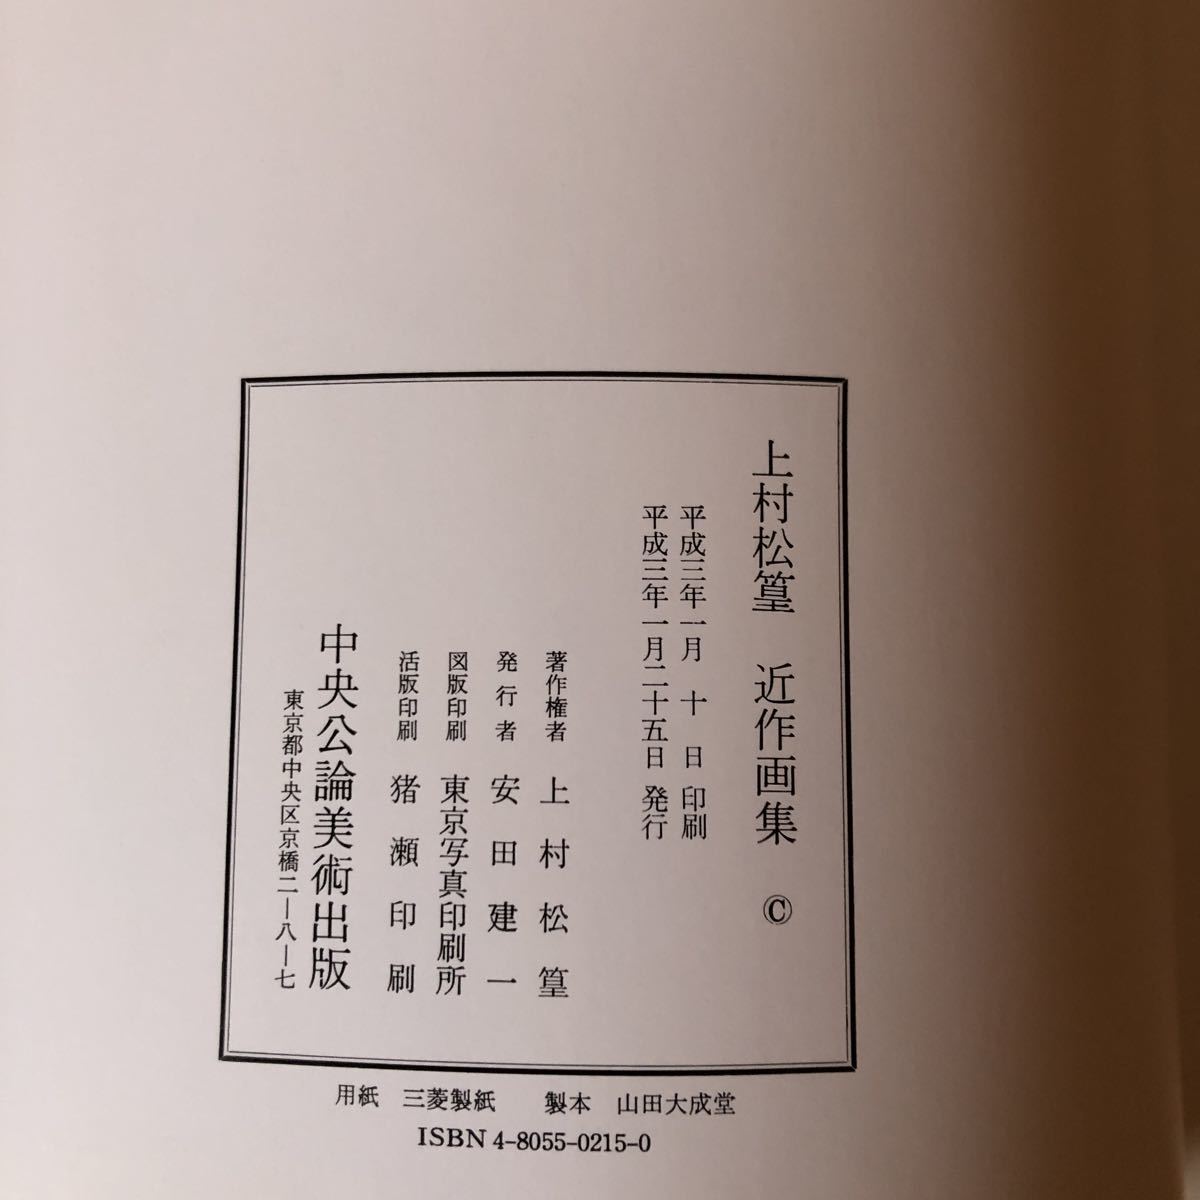 上村松篁　近作画集　©
平成三年一月　十　日　印刷
平成三年一月二十五日　発行
著作権者　上村松篁
発行者　安田建一
図版印刷　東京写真印刷所
活版印刷　猪瀬印刷
中央公論美術出版
東京都中央区京橋二―八―七
用紙　三菱製紙　　製本　山田大成堂
ISBN 4-8055-0215-0